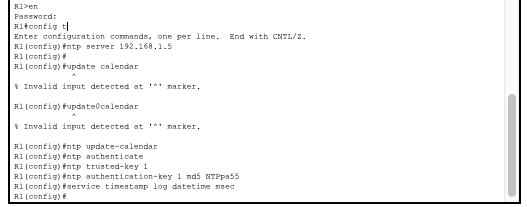 R1>en
Password:
R1#config t
Enter configuration commands, one per line.  End with CNTL/Z.
R1(config)#ntp server 192.168.1.5
R1(config)#
R1(config)#update calendar
^
% Invalid input detected at '^' marker.
R1(config)#update0calendar
^
% Invalid input detected at '^' marker.
R1(config)#ntp update-calendar
R1(config)#ntp authenticate
R1(config)#ntp trusted-key 1
R1(config)#ntp authentication-key 1 md5 NTPpa55
R1(config)#service timestamp log datetime msec
R1(config)#